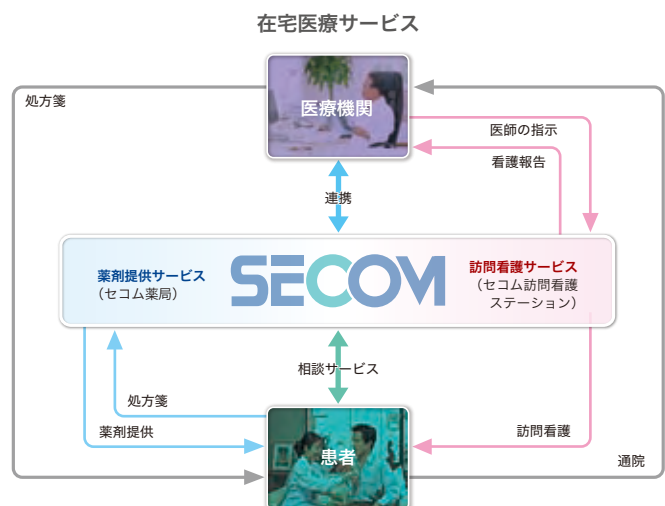 在宅医療サービス
処方箋
医療機関
医師の指示
看護報告
連携
薬剤提供サービス
(セコム薬局)
SECOM
訪問看護サービス
(セコム訪問看護
ステーション)
相談サービス
処方箋
薬剤提供
訪問看護
患者
通院